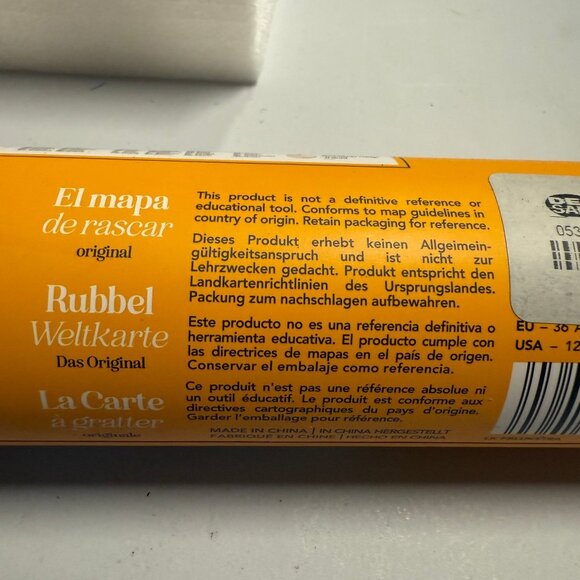 El mapa
de rascar
original
Rubbel
Weltkarte
Das Original
La Carte
à gratter
originale
This product is not a definitive reference or
educational tool. Conforms to map guidelines in
country of origin. Retain packaging for reference.
Dieses Produkt erhebt keinen Allgeimein-
gültigkeitsanspruch und ist nicht zur
Lehrzwecken gedacht. Produkt entspricht den
Landkartenrichtlinien des Ursprungslandes.
Packung zum nachschlagen aufbewahren.
Este producto no es una referencia definitiva o
herramienta educativa. El producto cumple con
las directrices de mapas en el país de origen.
Conservar el embalaje como referencia.
Ce produit n'est pas une référence absolue ni
un outil éducatif. Le produit est conforme aux
directives cartographiques du pays d'origine.
Garder l'emballage pour référence.
MADE IN CHINA | IN CHINA HERGESTELLT
FABRIQUÉ EN CHINE | HECHO EN CHINA
053
EU – 36
USA – 12